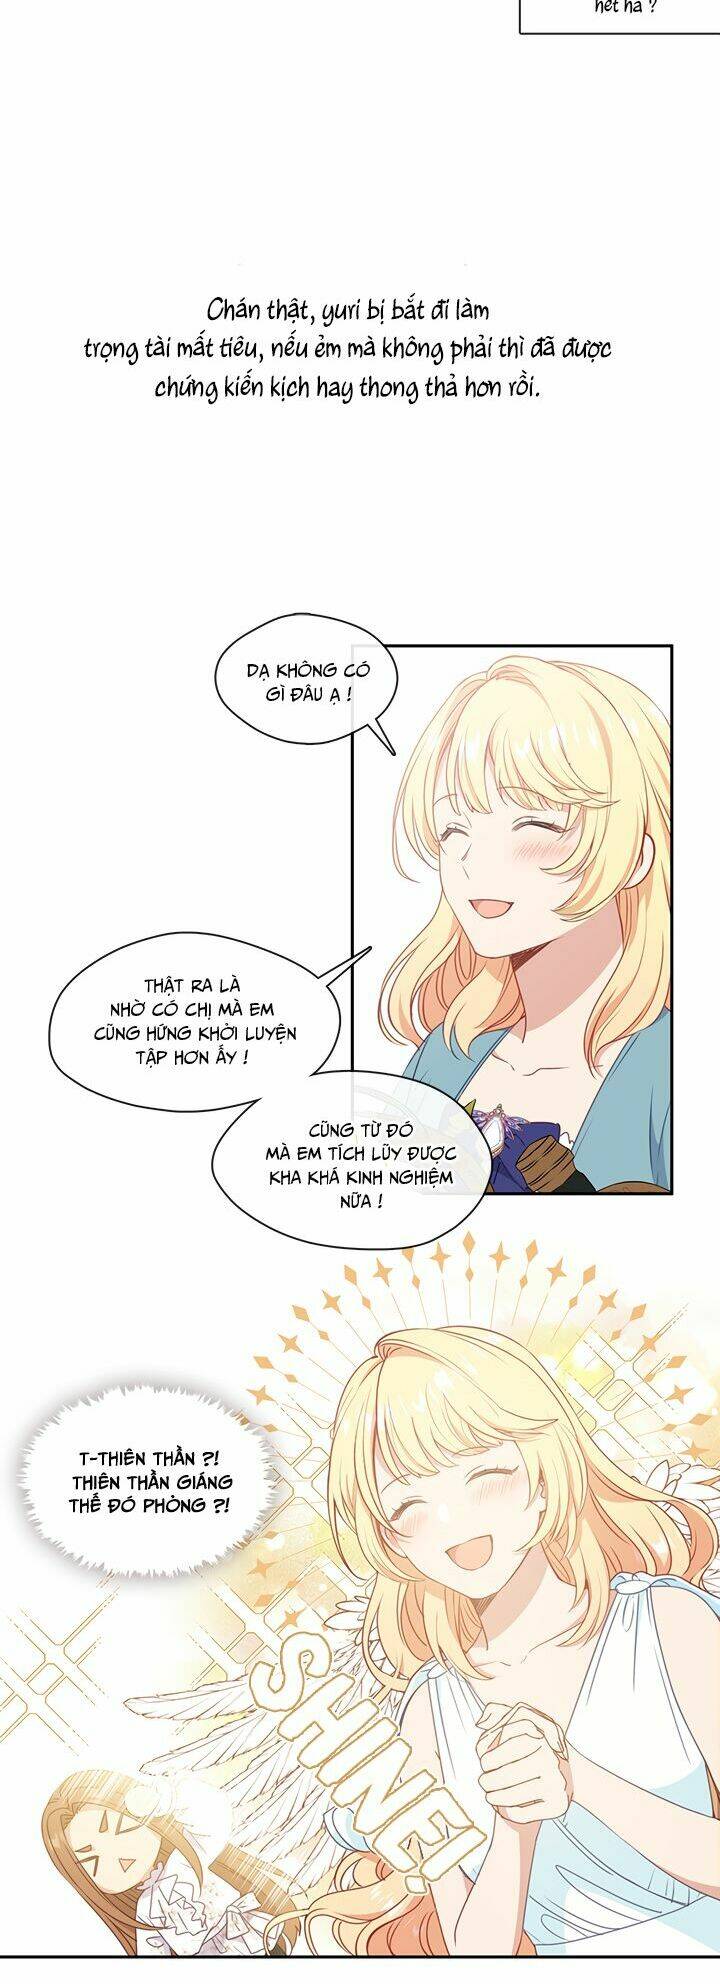 hết hả ?
Chán thật, yuri bị bắt đi làm
trọng tài mất tiêu, nếu ẻm mà không phải thì đã được
chứng kiến kịch hay thong thả hơn rồi.
DẠ KHÔNG CÓ
GÌ ĐÂU Ạ !
THẬT RA LÀ
NHỜ CÓ CHỊ MÀ EM
CŨNG HỨNG KHỞI LUYỆN
TẬP HƠN ẤY !
CŨNG TỪ ĐÓ
MÀ EM TÍCH LŨY ĐƯỢC
KHA KHÁ KINH NGHIỆM
NỮA !
T-THIÊN THẦN ?!
THIÊN THẦN GIÁNG
THẾ ĐÓ PHỎNG ?!
SHINE!